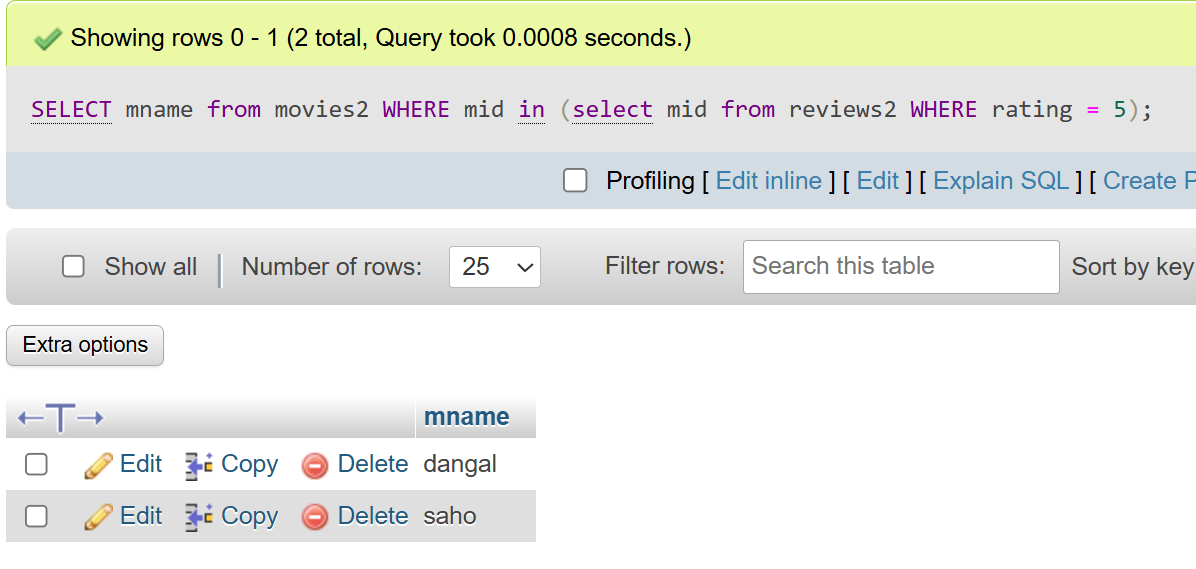 Showing rows 0 - 1 (2 total, Query took 0.0008 seconds.)
SELECT mname from movies2 WHERE mid in (select mid from reviews2 WHERE rating = 5);
Profiling [ Edit inline ] [ Edit ] [ Explain SQL ] [ Create P
Show all Number of rows: 25 Filter rows: Search this table Sort by key
Extra options
←T→ mname
Edit Copy Delete dangal
Edit Copy Delete saho